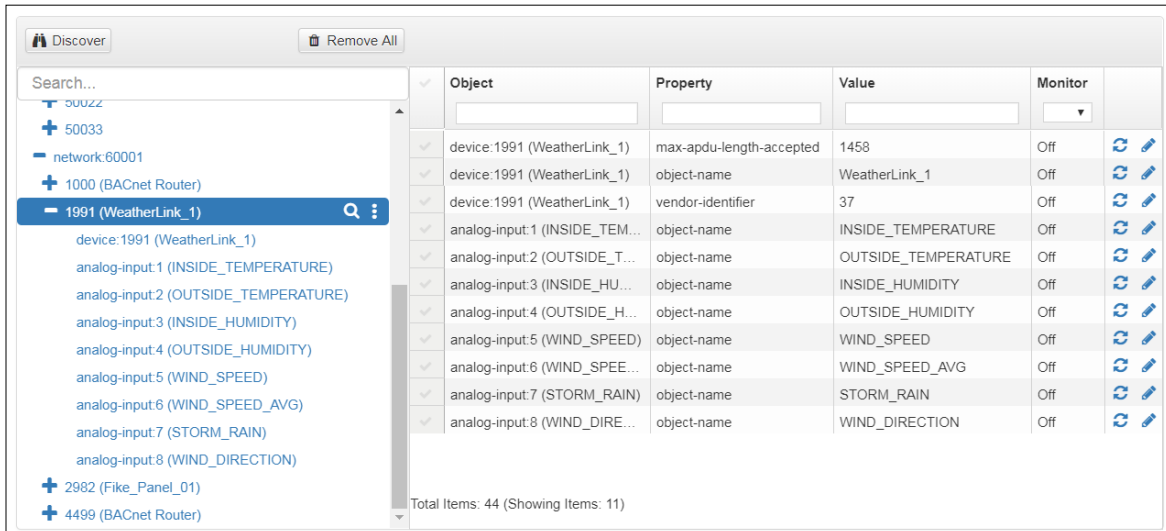 Discover Remove All
Search...
50022
50033
network:60001
1000 (BACnet Router)
1991 (WeatherLink_1)
device:1991 (WeatherLink_1)
analog-input:1 (INSIDE_TEMPERATURE)
analog-input:2 (OUTSIDE_TEMPERATURE)
analog-input:3 (INSIDE_HUMIDITY)
analog-input:4 (OUTSIDE_HUMIDITY)
analog-input:5 (WIND_SPEED)
analog-input:6 (WIND_SPEED_AVG)
analog-input:7 (STORM_RAIN)
analog-input:8 (WIND_DIRECTION)
2982 (Fike_Panel_01)
4499 (BACnet Router)
Object Property Value Monitor
device:1991 (WeatherLink_1) max-apdu-length-accepted 1458 Off
device:1991 (WeatherLink_1) object-name WeatherLink_1 Off
device:1991 (WeatherLink_1) vendor-identifier 37 Off
analog-input:1 (INSIDE_TEM... object-name INSIDE_TEMPERATURE Off
analog-input:2 (OUTSIDE_T... object-name OUTSIDE_TEMPERATURE Off
analog-input:3 (INSIDE_HU... object-name INSIDE_HUMIDITY Off
analog-input:4 (OUTSIDE_H... object-name OUTSIDE_HUMIDITY Off
analog-input:5 (WIND_SPEED) object-name WIND_SPEED Off
analog-input:6 (WIND_SPEE... object-name WIND_SPEED_AVG Off
analog-input:7 (STORM_RAIN) object-name STORM_RAIN Off
analog-input:8 (WIND_DIRE... object-name WIND_DIRECTION Off
Total Items: 44 (Showing Items: 11)